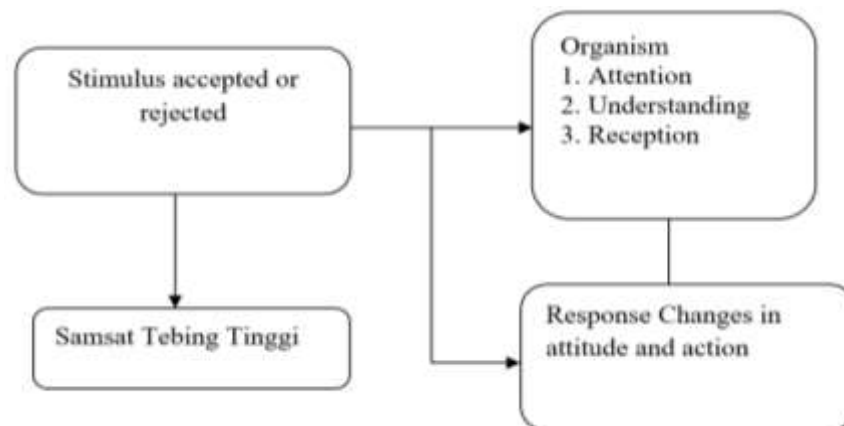 Stimulus accepted or
rejected
Organism
1. Attention
2. Understanding
3. Reception
Samsat Tebing Tinggi
Response Changes in
attitude and action